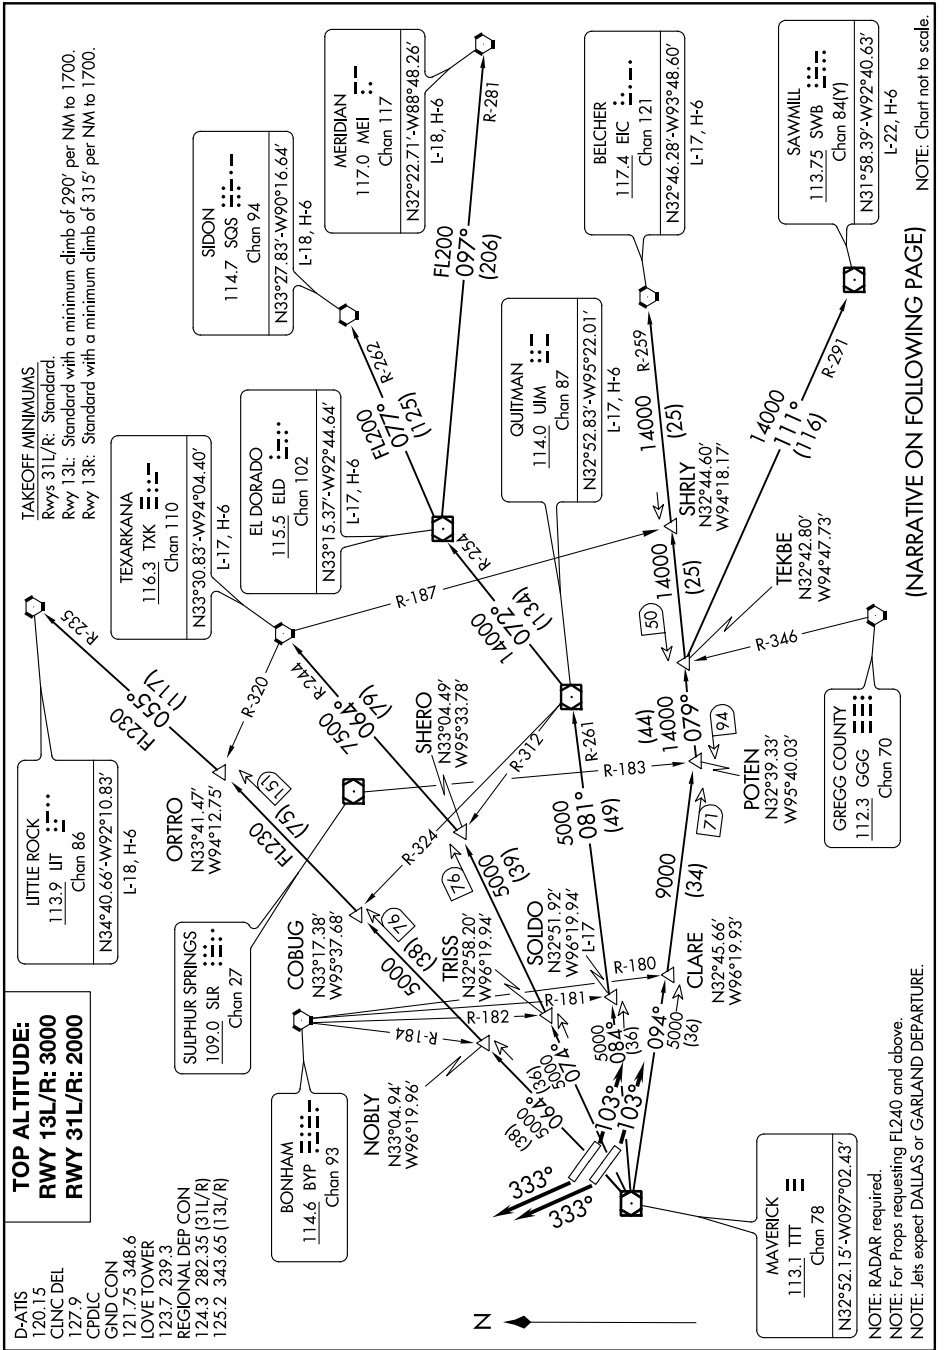 TOP ALTITUDE:
RWY 13L/R: 3000
RWY 31L/R: 2000
D-ATIS
120.15
CLNC DEL
127.9
CPDLC
GND CON
121.75 348.6
LOVE TOWER
123.7 239.3
REGIONAL DEP CON
124.3 282.35 (31L/R)
125.2 343.65 (13L/R)
TAKEOFF MINIMUMS
Rwys 31L/R: Standard.
Rwy 13L: Standard with a minimum climb of 290' per NM to 1700.
Rwy 13R: Standard with a minimum climb of 315' per NM to 1700.
LITTLE ROCK
113.9 LIT
Chan 86
N34°40.66'-W92°10.83'
L-18, H-6
TEXARKANA
116.3 TXK
Chan 110
N33°30.83'-W94°04.40'
L-17, H-6
SIDON
114.7 SQS
Chan 94
N33°27.83'-W90°16.64'
L-18, H-6
EL DORADO
115.5 ELD
Chan 102
N33°15.37'-W92°44.64'
L-17, H-6
MERIDIAN
117.0 MEI
Chan 117
N32°22.71'-W88°48.26'
L-18, H-6
QUITMAN
114.0 UIM
Chan 87
N32°52.83'-W95°22.01'
L-17, H-6
BELCHER
117.4 EIC
Chan 121
N32°46.28'-W93°48.60'
L-17, H-6
SAWMILL
113.75 SWB
Chan 84(Y)
N31°58.39'-W92°40.63'
L-22, H-6
SULPHUR SPRINGS
109.0 SLR
Chan 27
BONHAM
114.6 BYP
Chan 93
GREGG COUNTY
112.3 GGG
Chan 70
MAVERICK
113.1 TTT
Chan 78
N32°52.15'-W097°02.43'
ORTRO
N33°41.47'
W94°12.75'
COBUG
N33°17.38'
W95°37.68'
NOBLY
N33°04.94'
W96°19.96'
TRISS
N32°58.20'
W96°19.94'
SHERO
N33°04.49'
W95°33.78'
SOLDO
N32°51.92'
W96°19.94'
L-17
CLARE
N32°45.66'
W96°19.93'
POTEN
N32°39.33'
W95°40.03'
TEKBE
N32°42.80'
W94°47.73'
SHRLY
N32°44.60'
W94°18.17'
R-235
FL230
055°
(117)
R-320
151
FL230
(75)
R-324
76
5000
(38)
R-184
5000
064°
(38)
R-244
7500
064°
(79)
R-312
76
5000
(39)
R-182
5000
074°
(36)
R-262
FL200
077°
(125)
R-281
FL200
097°
(206)
R-254
14000
072°
(134)
R-261
5000
081°
(49)
R-181
5000
084°
(36)
R-187
R-183
R-180
094°
5000
(36)
9000
(34)
71
94
(44)
14000
079°
50
R-346
14000
(25)
R-259
14000
(25)
R-291
14000
111°
(116)
333°
333°
103°
103°
N
NOTE: RADAR required.
NOTE: For Props requesting FL240 and above.
NOTE: Jets expect DALLAS or GARLAND DEPARTURE.
(NARRATIVE ON FOLLOWING PAGE)
NOTE: Chart not to scale.